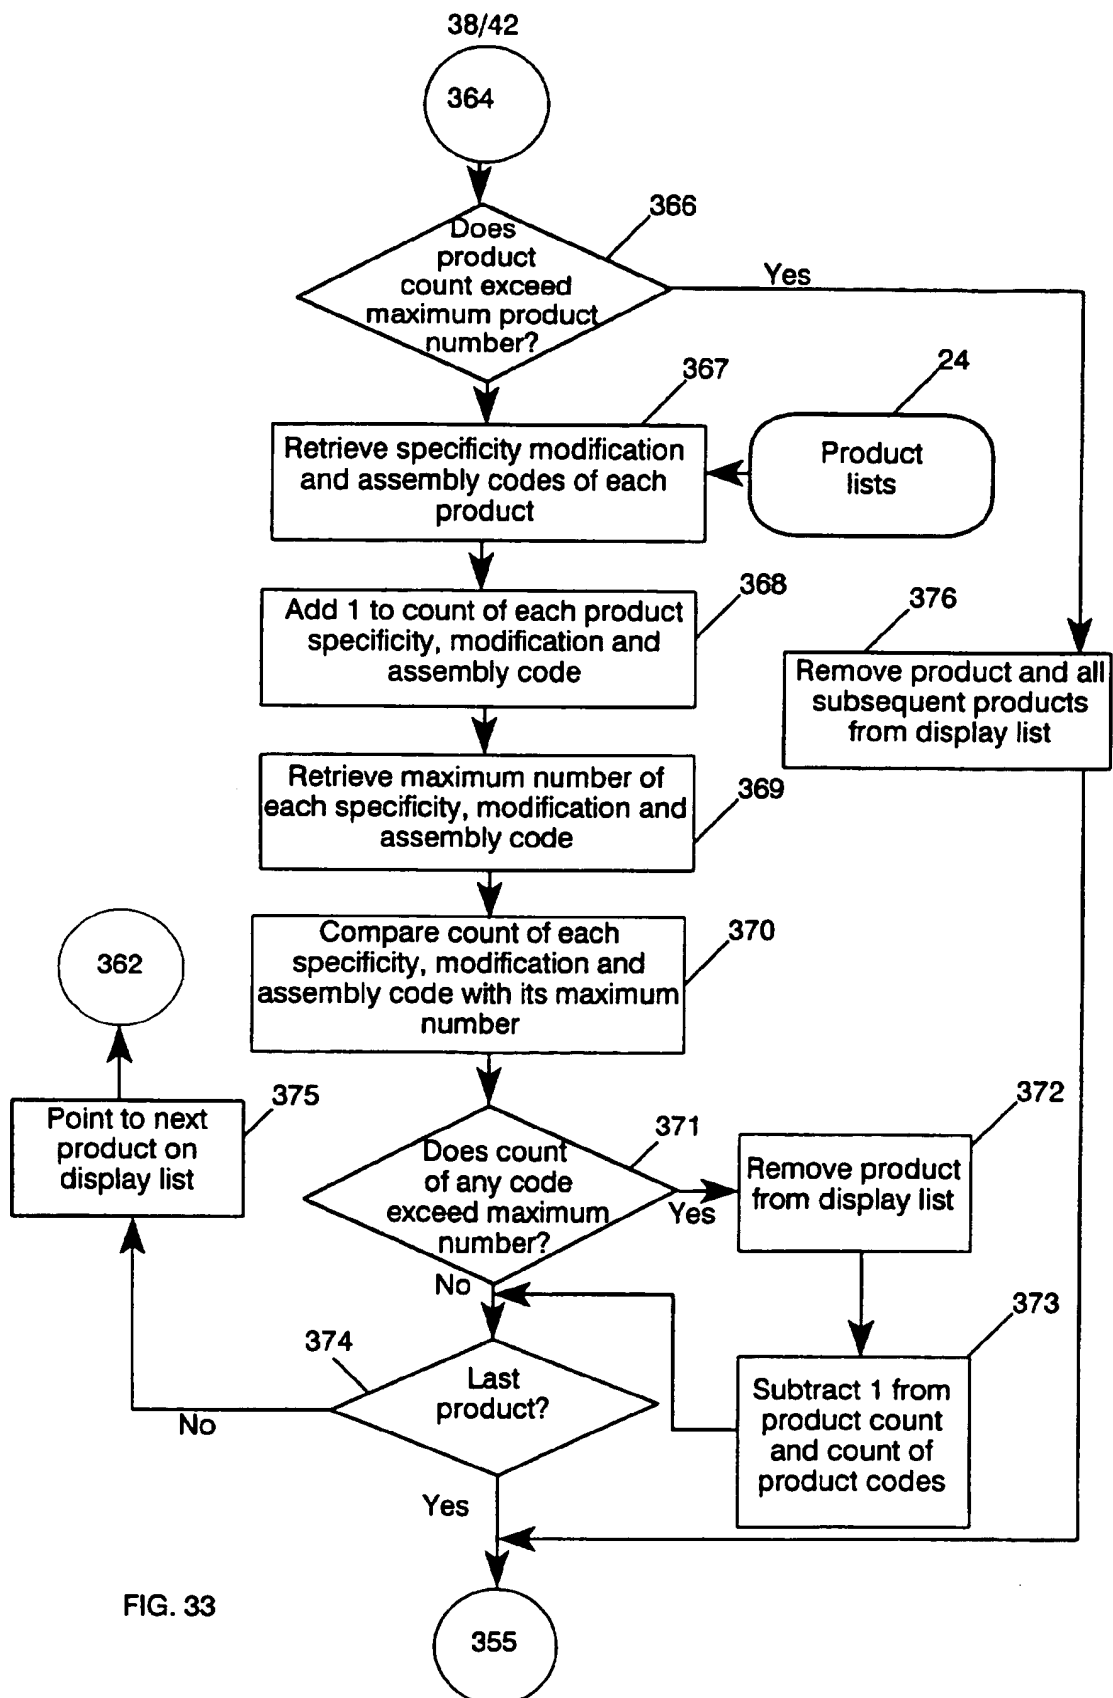 38/42
364
366
Does
product
count exceed
maximum product
number?
Yes
367
24
Retrieve specificity modification
and assembly codes of each
product
Product
lists
368
Add 1 to count of each product
specificity, modification and
assembly code
376
Remove product and all
subsequent products
from display list
Retrieve maximum number of
each specificity, modification and
assembly code
369
362
Compare count of each
specificity, modification and
assembly code with its maximum
number
370
375
Point to next
product on
display list
371
Does count
of any code
exceed maximum
number?
Yes
No
372
Remove product
from display list
373
Subtract 1 from
product count
and count of
product codes
374
Last
product?
No
Yes
FIG. 33
355